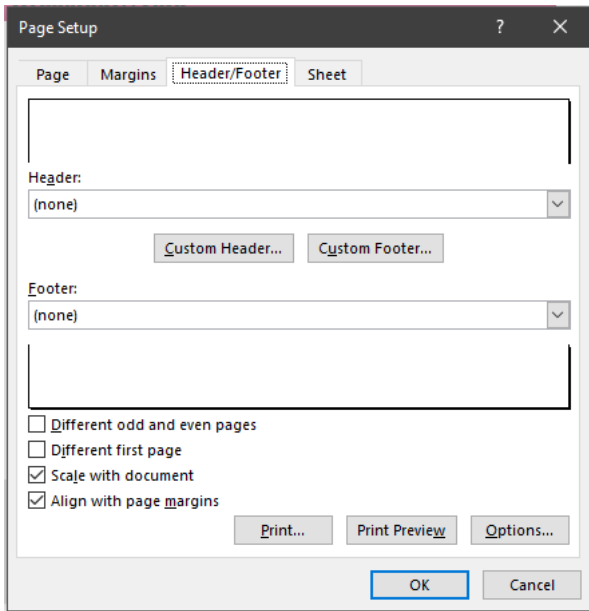 Page Setup ? ×
Page Margins Header/Footer Sheet
Header:
(none)
Custom Header... Custom Footer...
Footer:
(none)
Different odd and even pages
Different first page
Scale with document
Align with page margins
Print... Print Preview Options...
OK Cancel